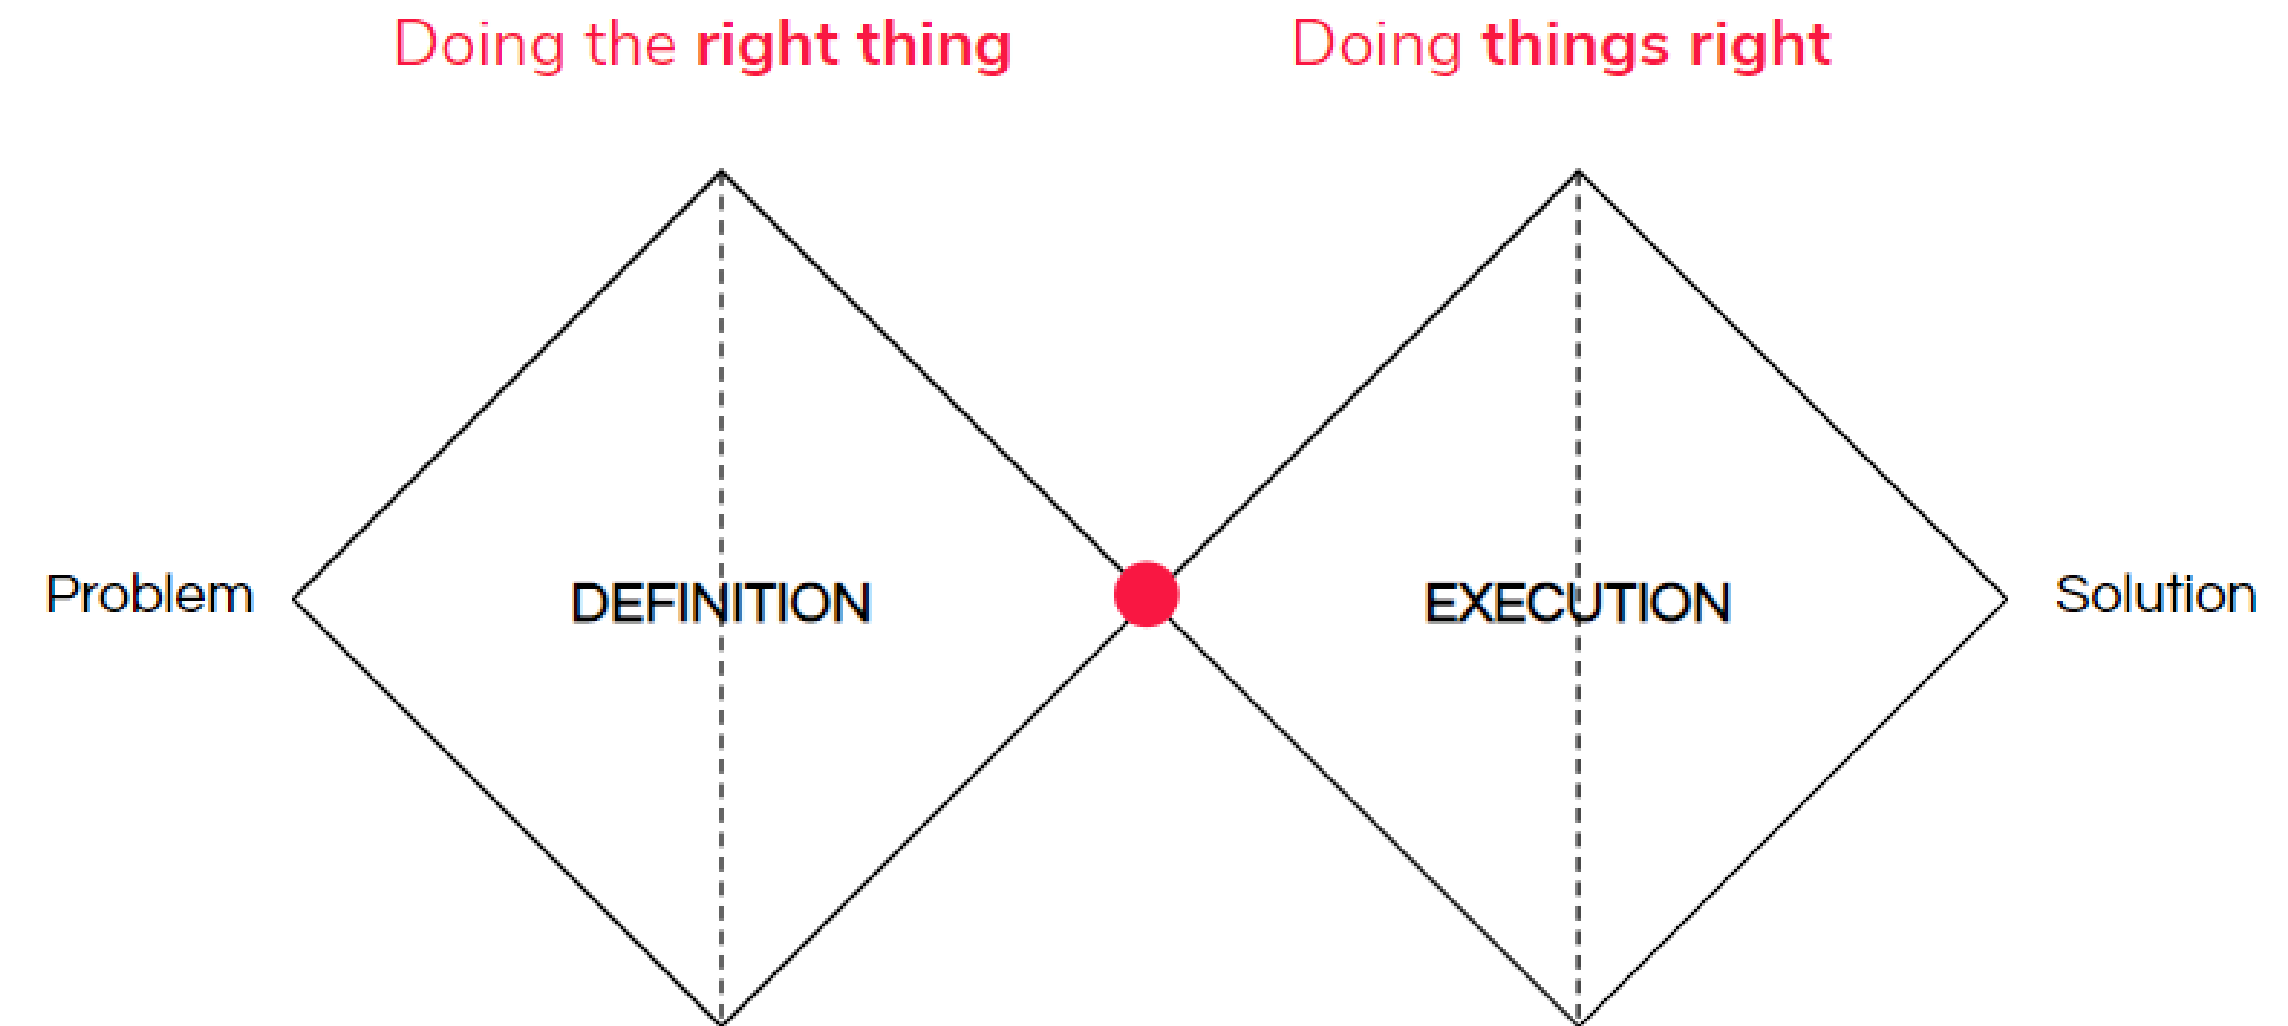 Doing the right thing
Doing things right
Problem
DEFINITION
EXECUTION
Solution